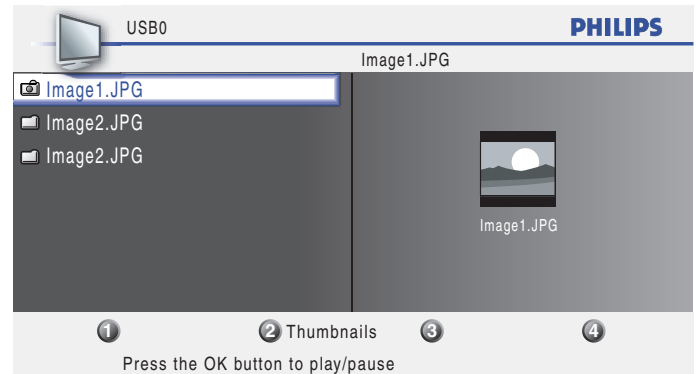 USB0
PHILIPS
Image1.JPG
Image1.JPG
Image2.JPG
Image2.JPG
Image1.JPG
1 2 Thumbnails 3 4
Press the OK button to play/pause